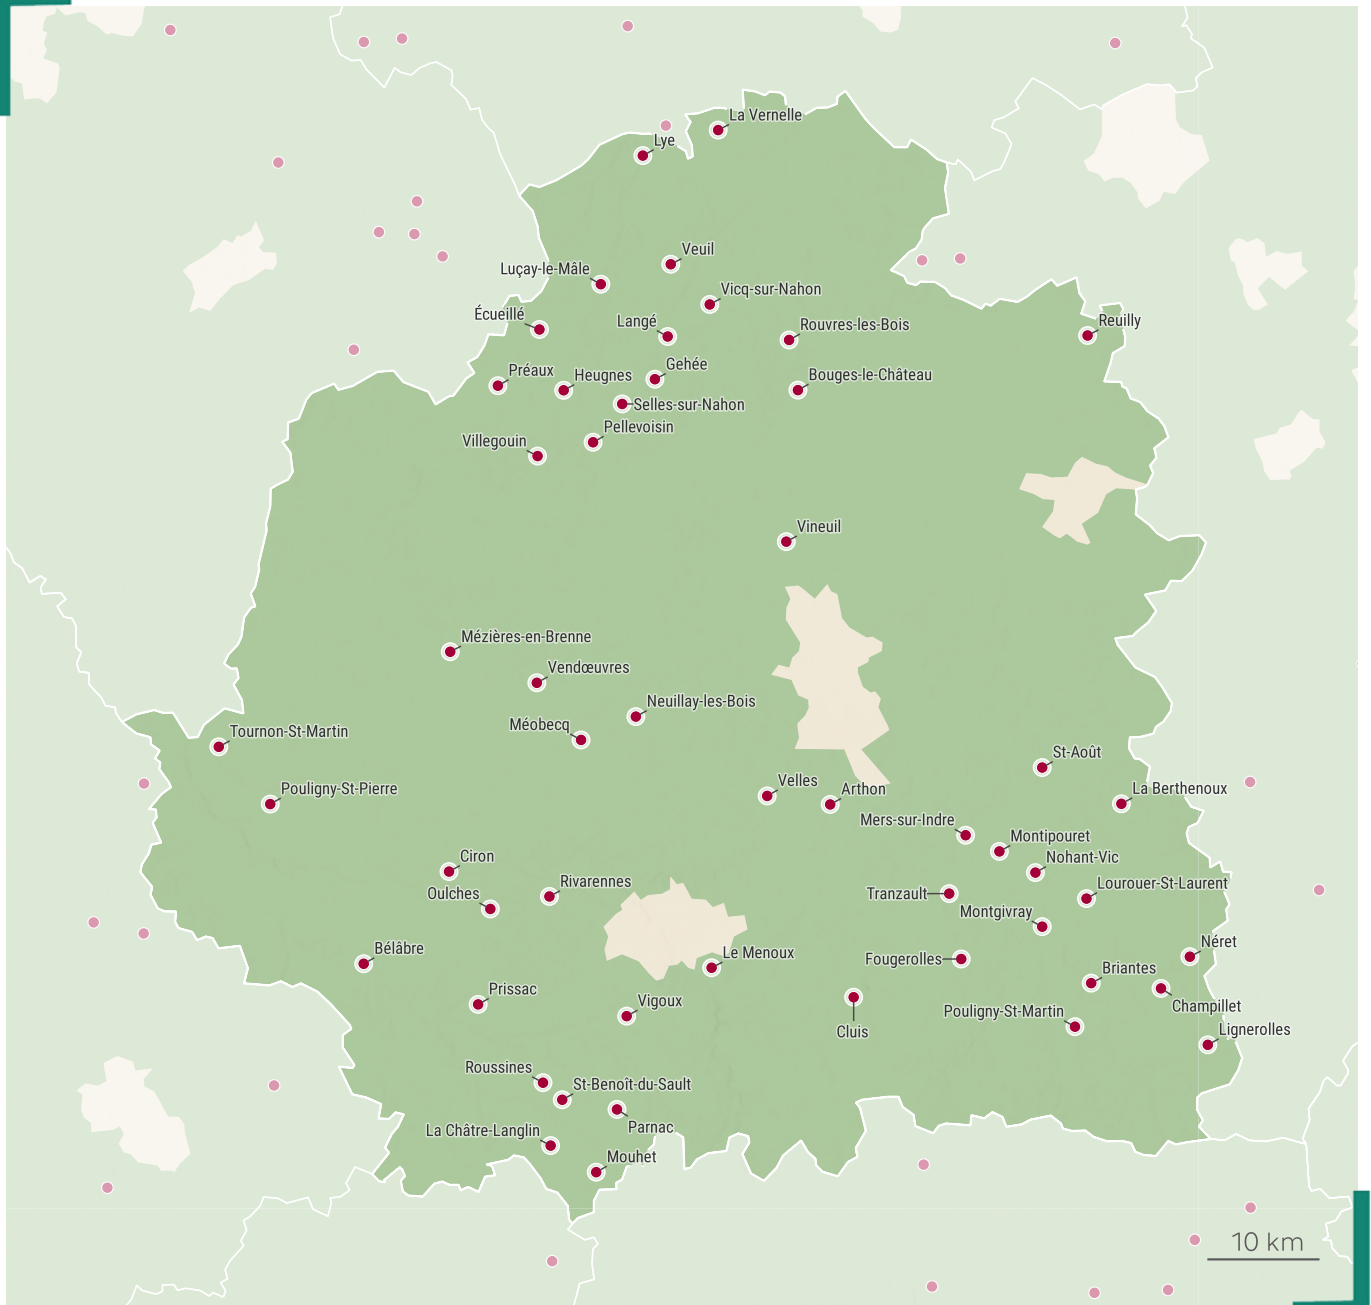 La Vernelle
Lye
Veuil
Luçay-le-Mâle
Vicq-sur-Nahon
Écueillé
Langé
Rouvres-les-Bois
Reuilly
Gehée
Préaux
Heugnes
Bouges-le-Château
Selles-sur-Nahon
Pellevoisin
Villegouin
Vineuil
Mézières-en-Brenne
Vendœuvres
Neuillay-les-Bois
Méobecq
Tournon-St-Martin
St-Août
Velles
Pouligny-St-Pierre
Arthon
La Berthenoux
Mers-sur-Indre
Montipouret
Ciron
Nohant-Vic
Rivarennes
Lourouer-St-Laurent
Oulches
Tranzault
Montgivray
Néret
Bélâbre
Le Menoux
Fougerolles
Briantes
Prissac
Vigoux
Champillet
Pouligny-St-Martin
Cluis
Lignerolles
Roussines
St-Benoît-du-Sault
Parnac
La Châtre-Langlin
Mouhet
10 km